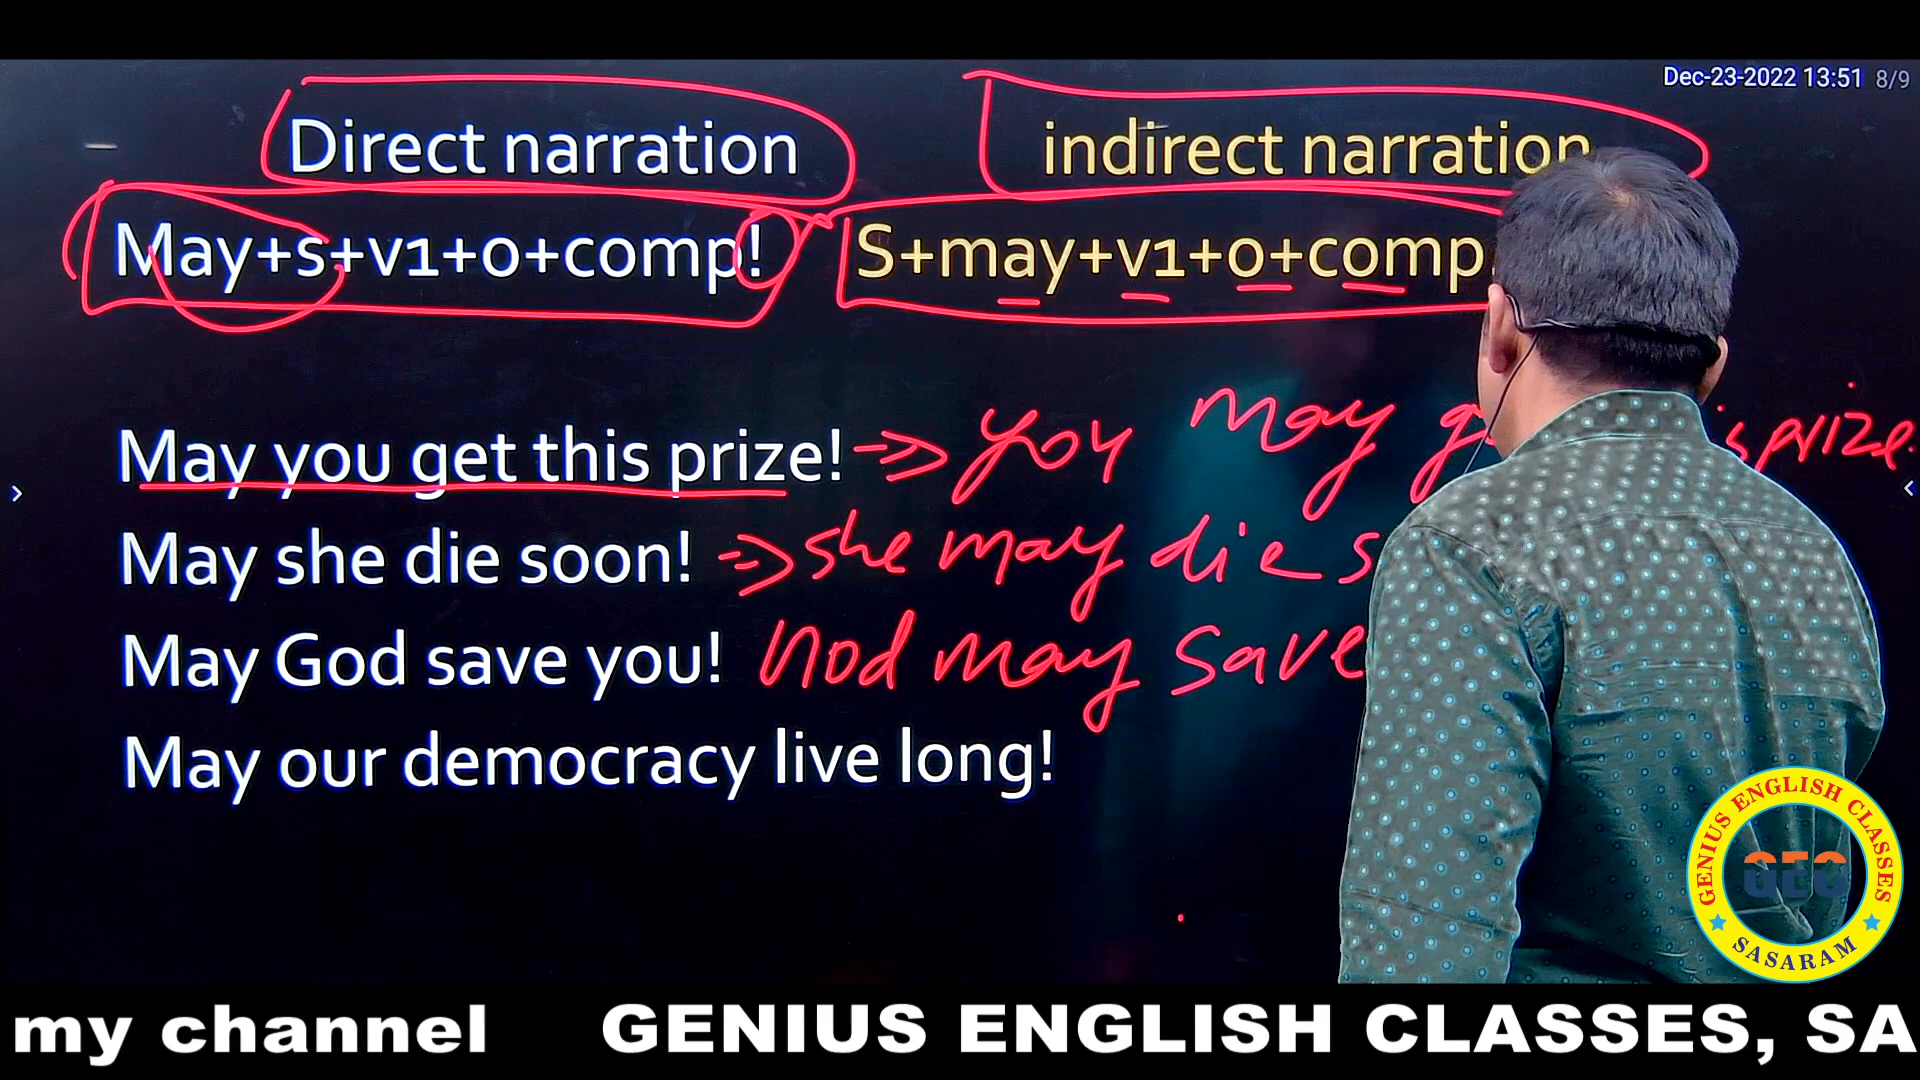 Dec-23-2022 13:51 8/9
Direct narration indirect narration
May+s+v1+o+comp! S+may+v1+o+comp.
May you get this prize! => you may prize.
May she die soon! => she may die
May God save you! God may save
May our democracy live long!
GENIUS ENGLISH CLASSES
GEC
SASARAM
my channel GENIUS ENGLISH CLASSES, SA